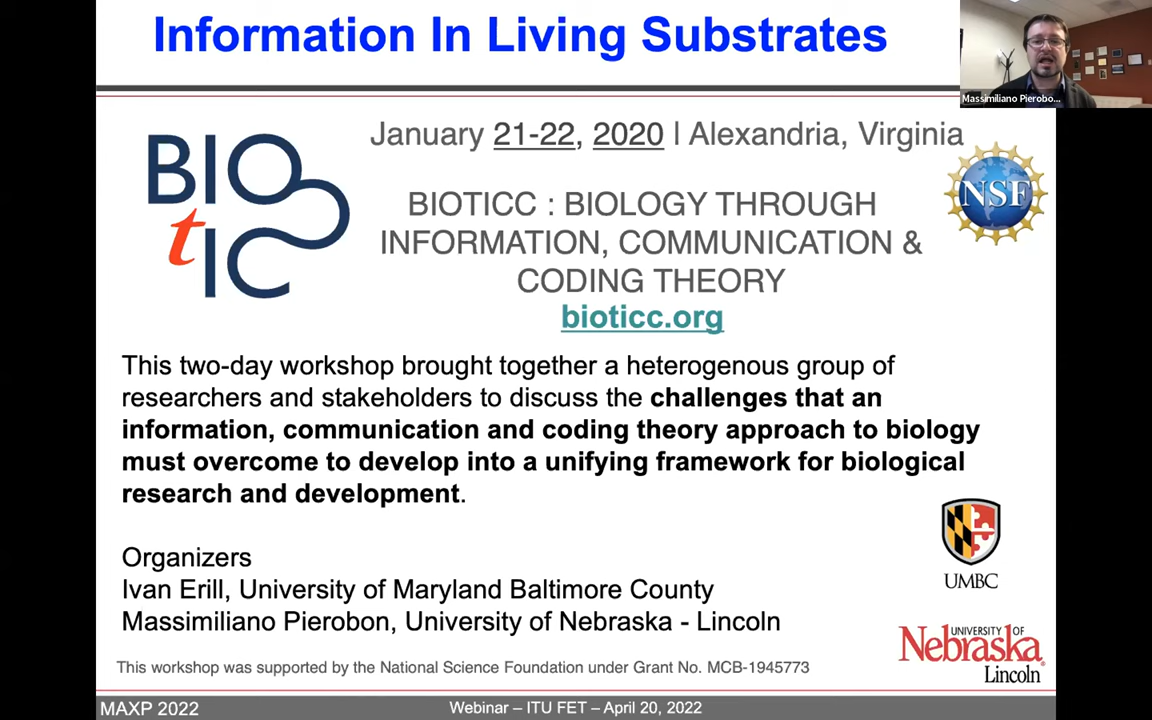 Information In Living Substrates
Massimiliano Pierobo...
January 21-22, 2020 | Alexandria, Virginia
BIO
t
IC
NSF
BIOTICC : BIOLOGY THROUGH
INFORMATION, COMMUNICATION &
CODING THEORY
bioticc.org
This two-day workshop brought together a heterogenous group of
researchers and stakeholders to discuss the challenges that an
information, communication and coding theory approach to biology
must overcome to develop into a unifying framework for biological
research and development.
Organizers
Ivan Erill, University of Maryland Baltimore County
Massimiliano Pierobon, University of Nebraska - Lincoln
UMBC
UNIVERSITY OF
Nebraska
Lincoln
This workshop was supported by the National Science Foundation under Grant No. MCB-1945773
MAXP 2022
Webinar – ITU FET – April 20, 2022